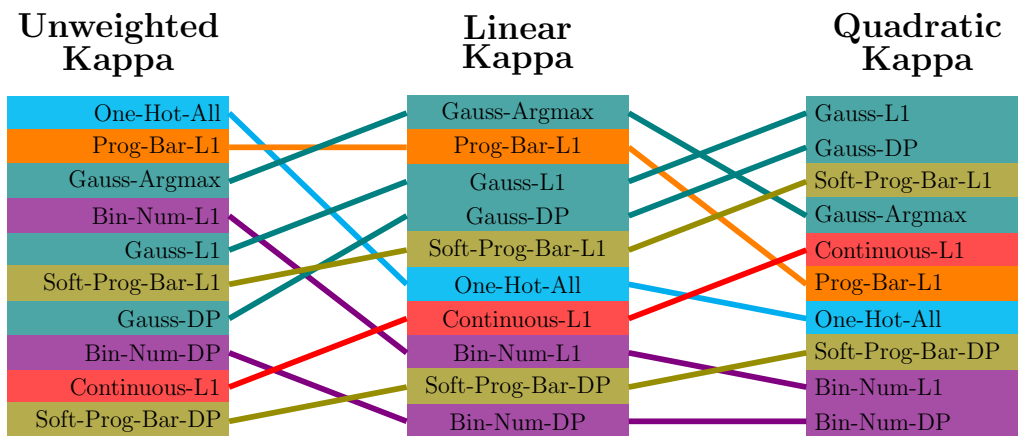 Unweighted
Kappa
One-Hot-All
Prog-Bar-L1
Gauss-Argmax
Bin-Num-L1
Gauss-L1
Soft-Prog-Bar-L1
Gauss-DP
Bin-Num-DP
Continuous-L1
Soft-Prog-Bar-DP
Linear
Kappa
Gauss-Argmax
Prog-Bar-L1
Gauss-L1
Gauss-DP
Soft-Prog-Bar-L1
One-Hot-All
Continuous-L1
Bin-Num-L1
Soft-Prog-Bar-DP
Bin-Num-DP
Quadratic
Kappa
Gauss-L1
Gauss-DP
Soft-Prog-Bar-L1
Gauss-Argmax
Continuous-L1
Prog-Bar-L1
One-Hot-All
Soft-Prog-Bar-DP
Bin-Num-L1
Bin-Num-DP